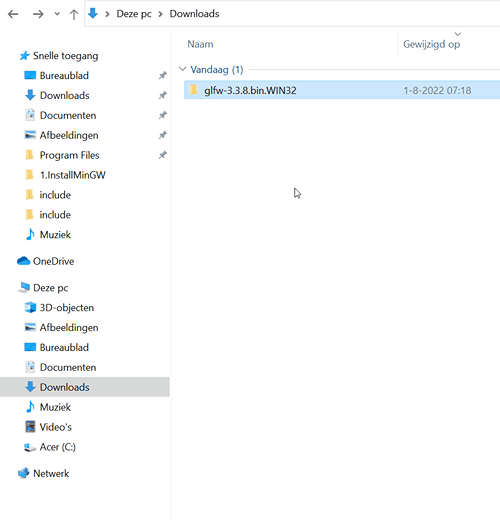 Deze pc > Downloads
Naam Gewijzigd op
Snelle toegang
Vandaag (1)
Bureaublad
glfw-3.3.8.bin.WIN32 1-8-2022 07:18
Downloads
Documenten
Afbeeldingen
Program Files
1.InstallMinGW
include
include
Muziek
OneDrive
Deze pc
3D-objecten
Afbeeldingen
Bureaublad
Documenten
Downloads
Muziek
Video's
Acer (C:)
Netwerk